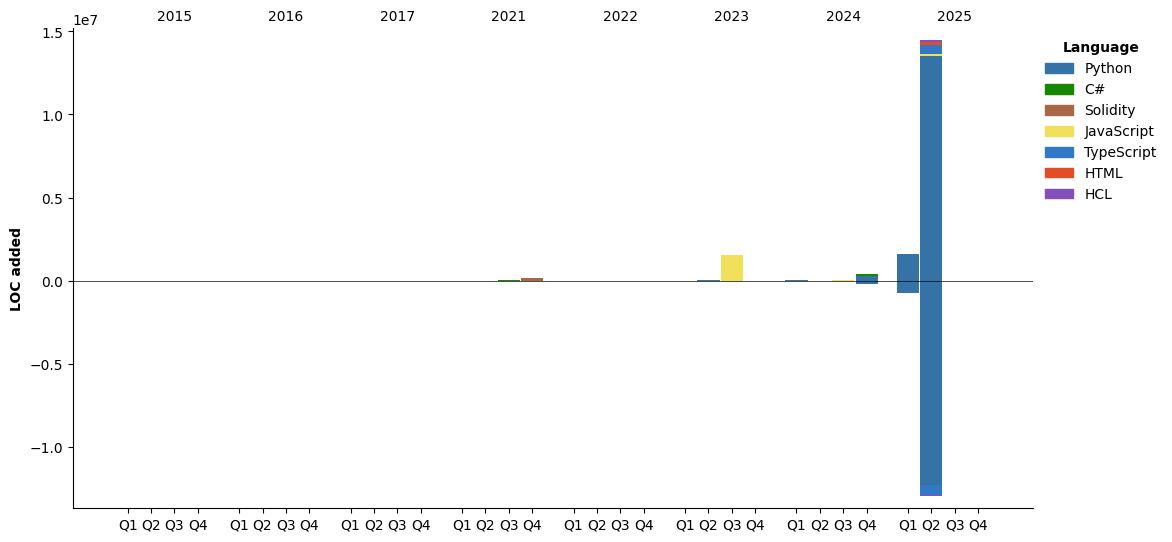 2015 2016 2017 2021 2022 2023 2024 2025
1e7
1.5
1.0
0.5
0.0
−0.5
−1.0
LOC added
Q1 Q2 Q3 Q4 Q1 Q2 Q3 Q4 Q1 Q2 Q3 Q4 Q1 Q2 Q3 Q4 Q1 Q2 Q3 Q4 Q1 Q2 Q3 Q4 Q1 Q2 Q3 Q4 Q1 Q2 Q3 Q4
Language
Python
C#
Solidity
JavaScript
TypeScript
HTML
HCL